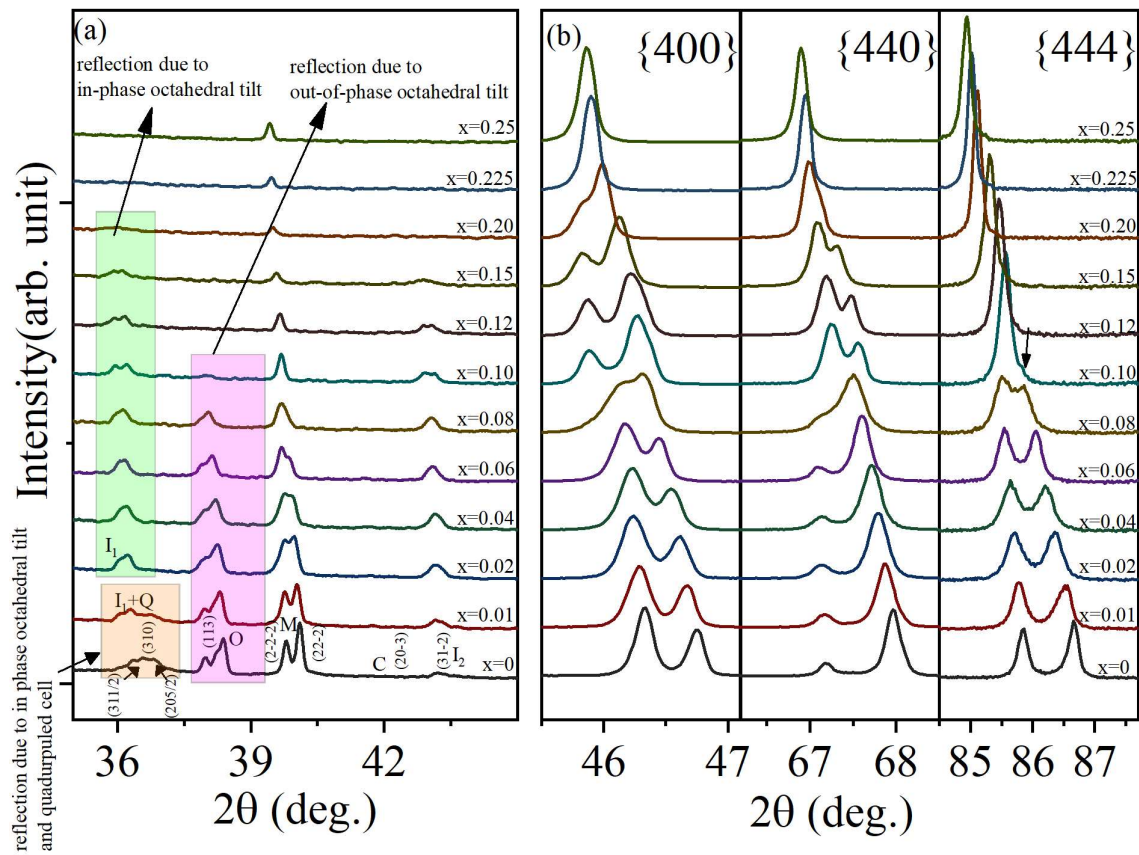 (a)
reflection due to
in-phase octahedral tilt
reflection due to
out-of-phase octahedral tilt
x=0.25
x=0.225
x=0.20
x=0.15
x=0.12
x=0.10
x=0.08
x=0.06
x=0.04
x=0.02
x=0.01
x=0
I₁
I₁+Q
(310)
(311/2)
(205/2)
(113)
O
(2-2-2)
M
(22-2)
C
(20-3)
(31-2)
I₂
Intensity(arb. unit)
reflection due to in phase octahedral tilt
and quadurpuled cell
36
39
42
2θ (deg.)
(b)
{400}
{440}
{444}
x=0.25
x=0.225
x=0.20
x=0.15
x=0.12
x=0.10
x=0.08
x=0.06
x=0.04
x=0.02
x=0.01
x=0
46
47
67
68
85
86
87
2θ (deg.)